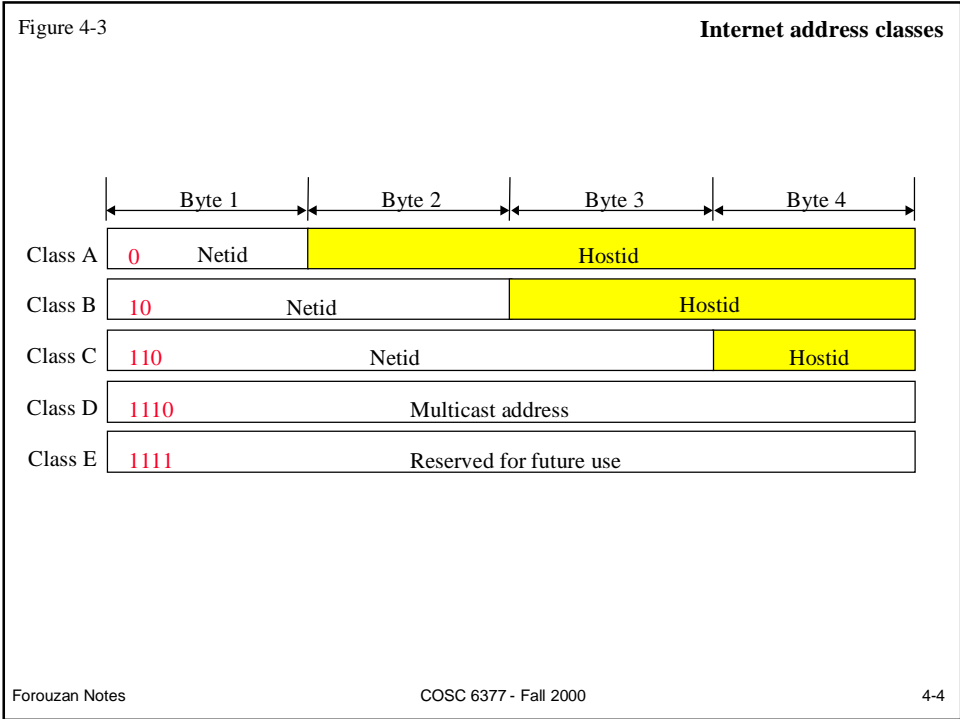 Figure 4-3
Internet address classes
Byte 1 Byte 2 Byte 3 Byte 4
Class A 0 Netid Hostid
Class B 10 Netid Hostid
Class C 110 Netid Hostid
Class D 1110 Multicast address
Class E 1111 Reserved for future use
Forouzan Notes COSC 6377 - Fall 2000 4-4